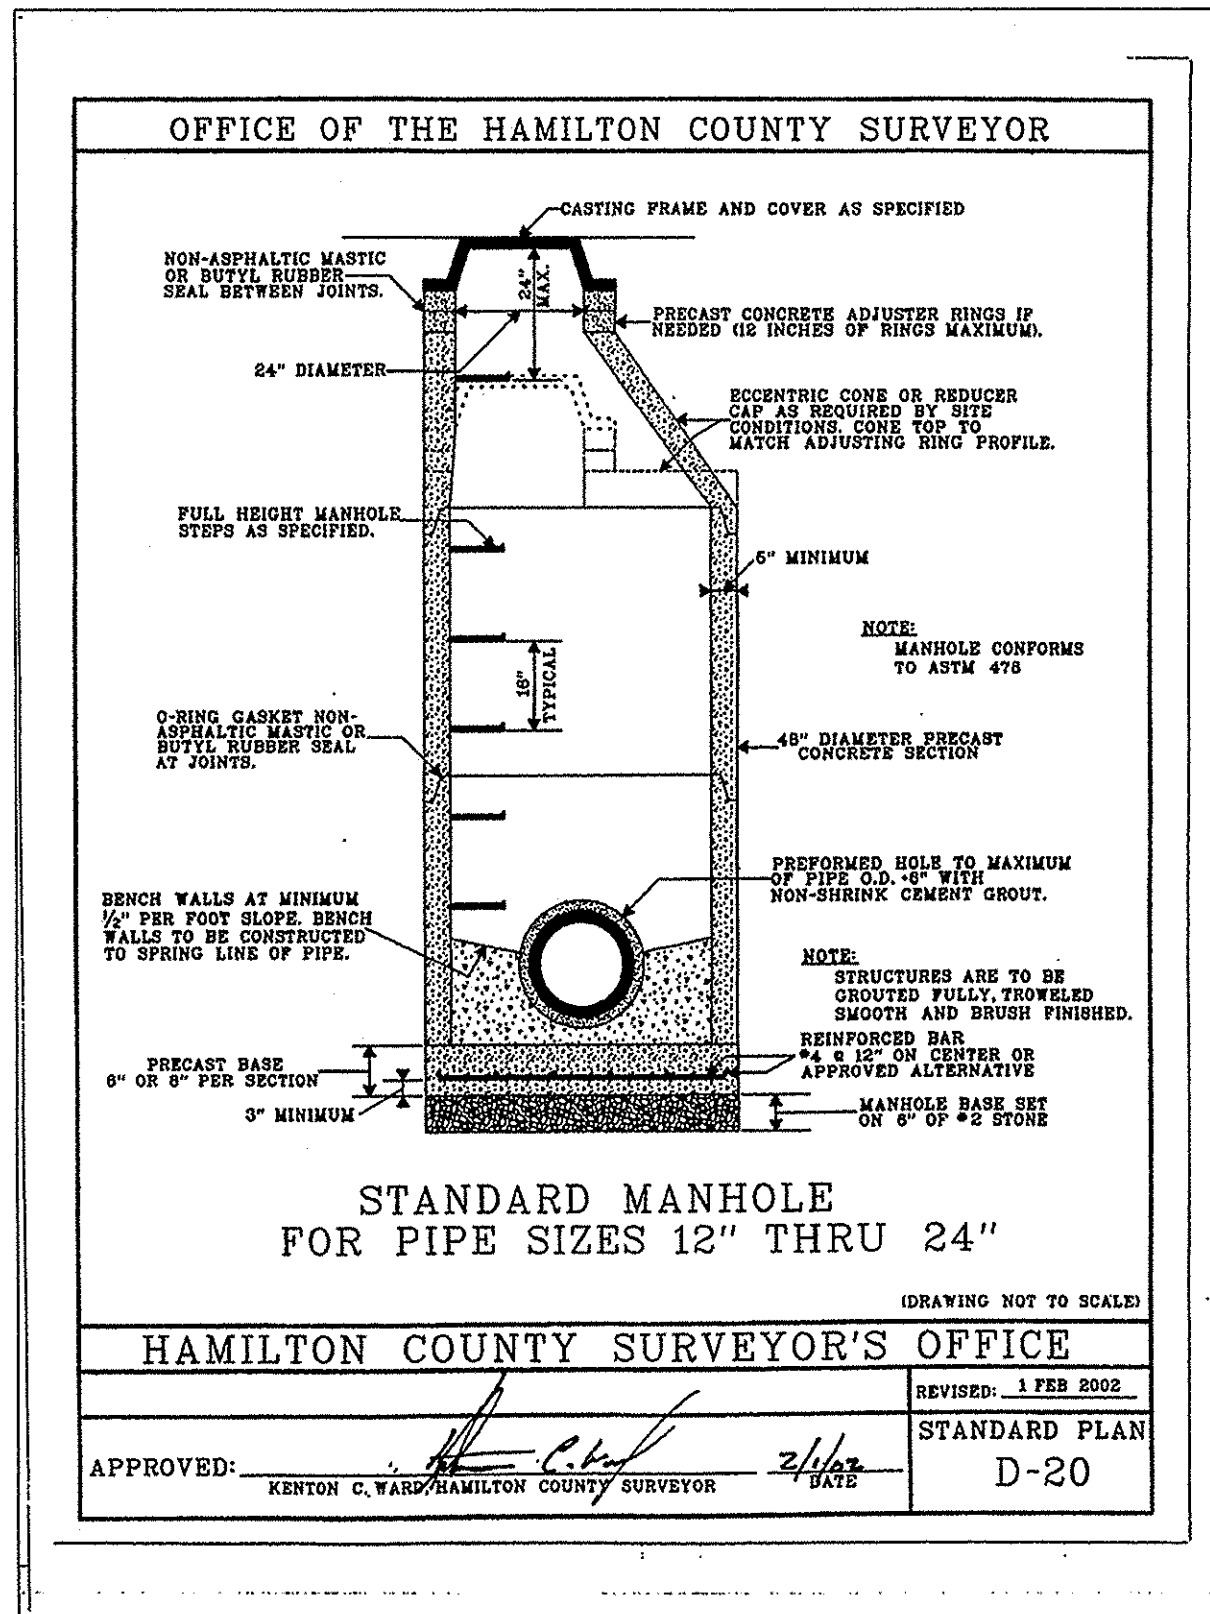 OFFICE OF THE HAMILTON COUNTY SURVEYOR
CASTING FRAME AND COVER AS SPECIFIED
NON-ASPHALTIC MASTIC
OR BUTYL RUBBER
SEAL BETWEEN JOINTS.
24"
MAX.
PRECAST CONCRETE ADJUSTER RINGS IF
NEEDED (12 INCHES OF RINGS MAXIMUM).
24" DIAMETER
ECCENTRIC CONE OR REDUCER
CAP AS REQUIRED BY SITE
CONDITIONS. CONE TOP TO
MATCH ADJUSTING RING PROFILE.
FULL HEIGHT MANHOLE
STEPS AS SPECIFIED.
MINIMUM
NOTE:
MANHOLE CONFORMS
TO ASTM 478
TYPICAL
O-RING GASKET NON-
ASPHALTIC MASTIC OR
BUTYL RUBBER SEAL
AT JOINTS.
48" DIAMETER PRECAST
CONCRETE SECTION
PREFORMED HOLE TO MAXIMUM
OF PIPE O.D. WITH
NON-SHRINK CEMENT GROUT.
BENCH WALLS AT MINIMUM
1/2" PER FOOT SLOPE. BENCH
WALLS TO BE CONSTRUCTED
TO SPRING LINE OF PIPE.
NOTE:
STRUCTURES ARE TO BE
GROUTED FULLY, TROWELED
SMOOTH AND BRUSH FINISHED.
REINFORCED BAR
#4 @ 12" ON CENTER OR
APPROVED ALTERNATIVE
PRECAST BASE
6" OR 8" PER SECTION
3" MINIMUM
MANHOLE BASE SET
ON 6" OF #2 STONE
STANDARD MANHOLE
FOR PIPE SIZES 12" THRU 24"
(DRAWING NOT TO SCALE)
HAMILTON COUNTY SURVEYOR'S OFFICE
REVISED: 1 FEB 2002
APPROVED: 2/1/02
KENTON C. WARD, HAMILTON COUNTY SURVEYOR DATE
STANDARD PLAN
D-20